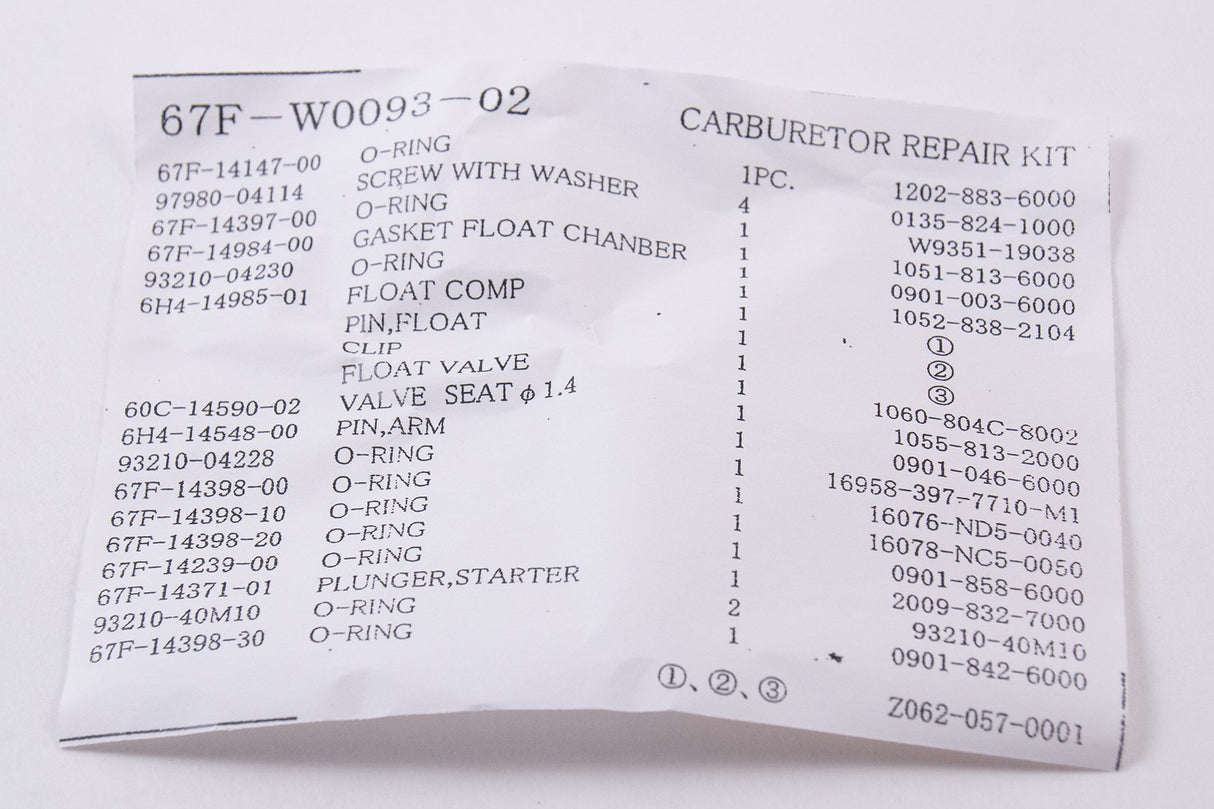 67F-W0093-02 CARBURETOR REPAIR KIT
67F-14147-00 O-RING 1PC. 1202-883-6000
97980-04114 SCREW WITH WASHER 4 0135-824-1000
67F-14397-00 O-RING 1 W9351-19038
67F-14984-00 GASKET FLOAT CHANBER 1 1051-813-6000
93210-04230 O-RING 1 0901-003-6000
6H4-14985-01 FLOAT COMP 1 1052-838-2104
PIN,FLOAT 1 ①
CLIP 1 ②
FLOAT VALVE 1 ③
60C-14590-02 VALVE SEAT φ1.4 1 1060-804C-8002
6H4-14548-00 PIN,ARM 1 1055-813-2000
93210-04228 O-RING 1 0901-046-6000
67F-14398-00 O-RING 1 16958-397-7710-M1
67F-14398-10 O-RING 1 16076-ND5-0040
67F-14398-20 O-RING 1 16078-NC5-0050
67F-14239-00 O-RING 1 0901-858-6000
67F-14371-01 PLUNGER,STARTER 1 2009-832-7000
93210-40M10 O-RING 2 93210-40M10
67F-14398-30 O-RING 1 0901-842-6000
①、②、③ Z062-057-0001